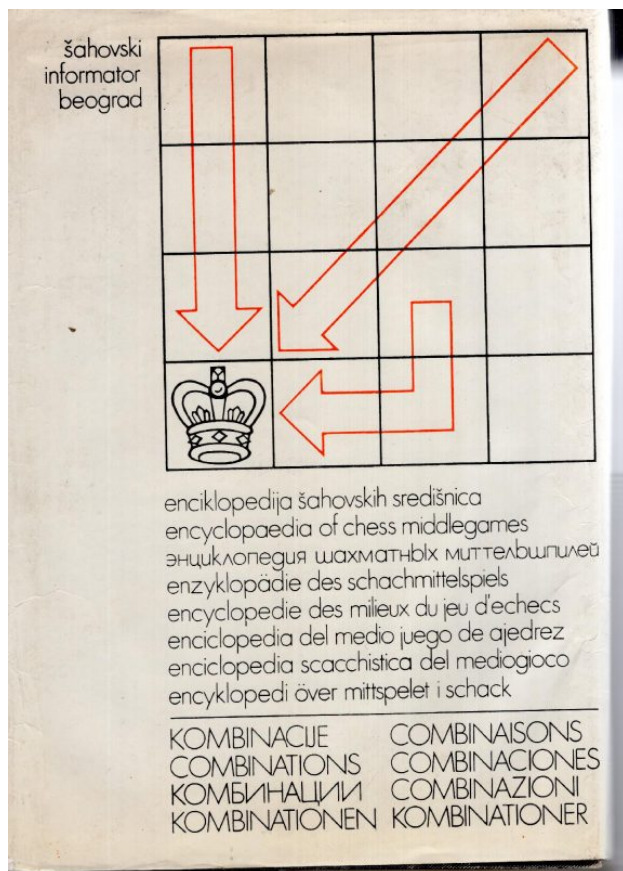 šahovski
informator
beograd
enciklopedija šahovskih središnica
encyclopaedia of chess middlegames
энциклопедия шахматных миттельшпилей
enzyklopädie des schachmittelspiels
encyclopedie des milieux du jeu d'echecs
enciclopedia del medio juego de ajedrez
enciclopedia scacchistica del mediogioco
encyklopedi över mittspelet i schack
KOMBINACIJE COMBINAISONS
COMBINATIONS COMBINACIONES
КОМБИНАЦИИ COMBINAZIONI
KOMBINATIONEN KOMBINATIONER